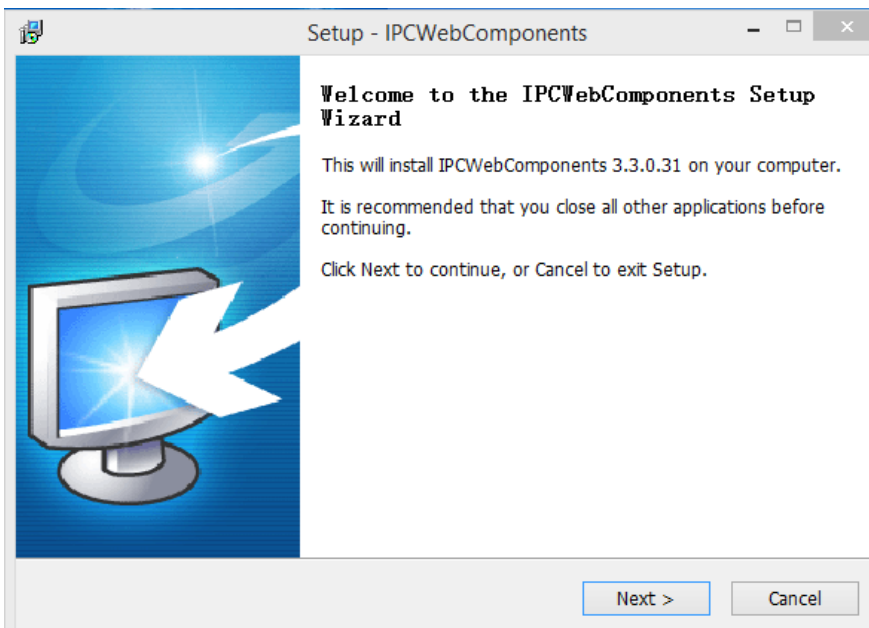 Setup - IPCWebComponents
Welcome to the IPCWebComponents Setup
Wizard
This will install IPCWebComponents 3.3.0.31 on your computer.
It is recommended that you close all other applications before
continuing.
Click Next to continue, or Cancel to exit Setup.
Next >
Cancel